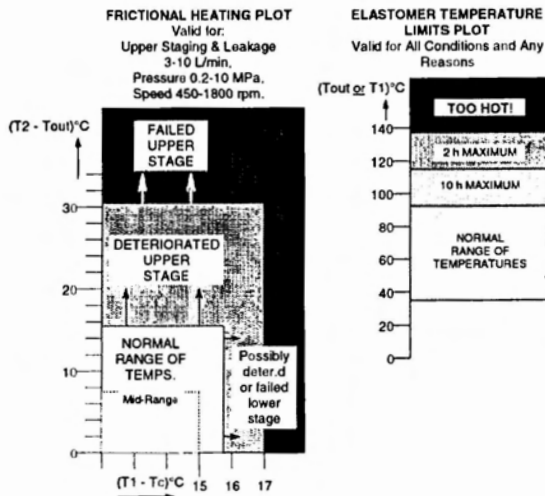 FRICTIONAL HEATING PLOT
Valid for:
Upper Staging & Leakage
3-10 L/min,
Pressure 0.2-10 MPa,
Speed 450-1800 rpm.
(T2 - Tout)°C
FAILED
UPPER
STAGE
30
DETERIORATED
UPPER
STAGE
20
NORMAL
RANGE OF
TEMPS.
10
Mid-Range
Possibly
deter.d
or failed
lower
stage
0
(T1 - Tc)°C
15 16 17
ELASTOMER TEMPERATURE
LIMITS PLOT
Valid for All Conditions and Any
Reasons
(Tout or T1)°C
TOO HOT!
140
2 h MAXIMUM
120
10 h MAXIMUM
100
80
NORMAL
RANGE OF
TEMPERATURES
60
40
20
0